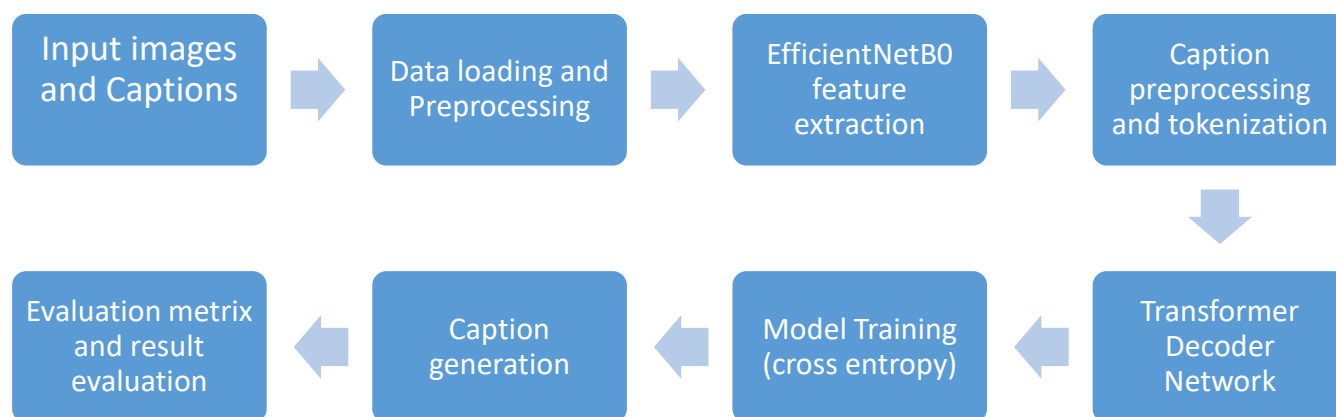 Input images
and Captions
Data loading and
Preprocessing
EfficientNetB0
feature
extraction
Caption
preprocessing
and tokenization
Transformer
Decoder
Network
Model Training
(cross entropy)
Caption
generation
Evaluation metrix
and result
evaluation